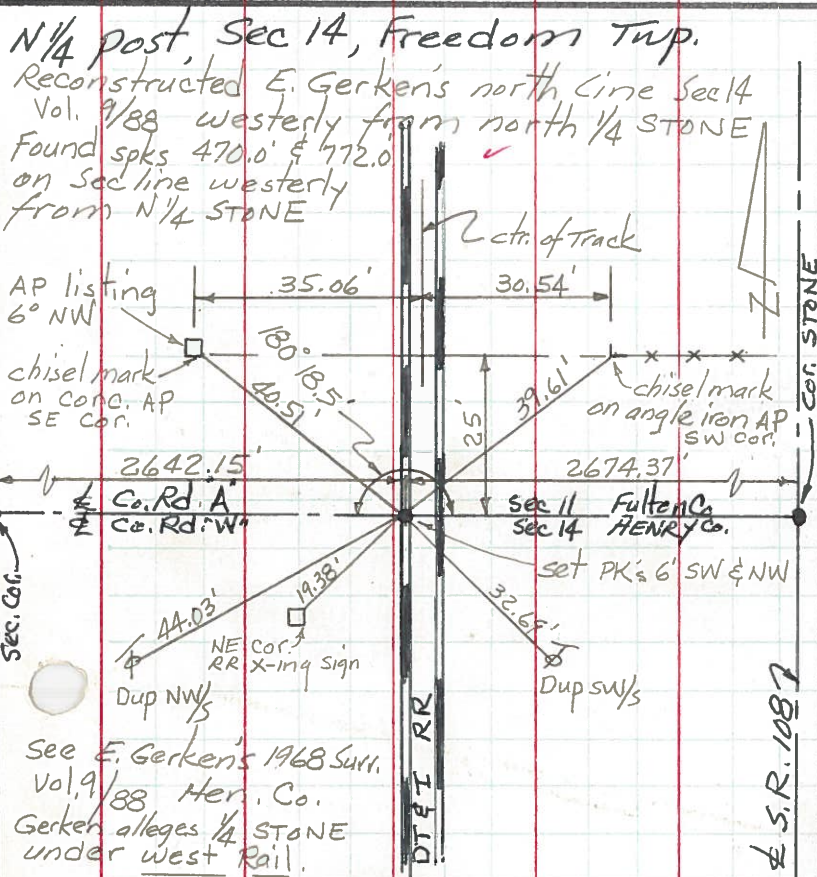 N 1/4 post, Sec 14, Freedom Twp.
Reconstructed E. Gerken's north Line Sec 14
Vol. 9/88 westerly from north 1/4 STONE
Found spks 470.0' & 772.0'
on Sec line westerly
from N 1/4 STONE
ctr. of Track
35.06'
30.54'
AP listing
6° NW
chisel mark
on conc. AP
SE Cor.
180° 18.5'
40.51'
39.61'
25'
chisel mark
on angle iron AP
SW cor.
Z
Cor. STONE
2642.15'
2674.37'
℄ Co. Rd. "A"
℄ Co. Rd. "W"
Sec 11 Fulton Co.
Sec 14 HENRY Co.
set PK's 6' SW & NW
Sec. Cor.
44.03'
19.38'
32.69'
NE cor.
RR X-ing sign
Dup NW/s
Dup SW/s
DT & I RR
℄ S.R. 108
See E. Gerken's 1968 Surr.
Vol. 9/88 Hen. Co.
Gerken alleges 1/4 STONE
under west Rail.